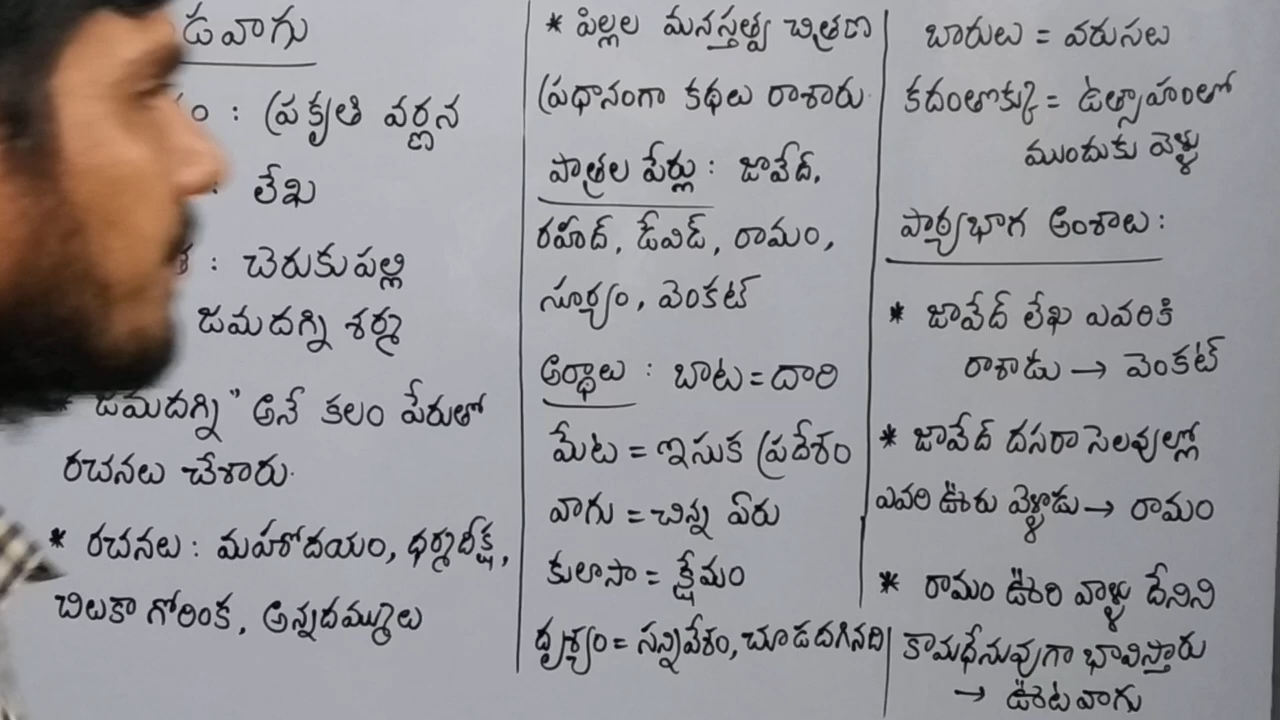 డవాగు
: ప్రకృతి వర్ణన
: లేఖ
: చెరుకుపల్లి
జమదగ్ని శర్మ
* "జమదగ్ని" అనే కలం పేరుతో
రచనలు చేశారు.
* రచనలు : మహోదయం, ధర్మదీక్ష,
చిలకా గోరింక, అన్నదమ్ములు
* పిల్లల మనస్తత్వ చిత్రణ
ప్రధానంగా కథలు రాశారు
పాత్రల పేర్లు : జావేద్,
రహీద్, డేవిడ్, రామం,
సూర్యం, వెంకట్
అర్థాలు : బాట = దారి
మేట = ఇసుక ప్రదేశం
వాగు = చిన్న ఏరు
కులాసా = క్షేమం
దృశ్యం = సన్నివేశం, చూడదగినది
బారులు = వరుసలు
కదంతొక్కు = ఉత్సాహంలో
ముందుకు వెళ్ళు
పాఠ్యభాగ అంశాలు :
* జావేద్ లేఖ ఎవరికి
రాశాడు → వెంకట్
* జావేద్ దసరా సెలవుల్లో
ఎవరి ఊరు వెళ్ళాడు → రామం
* రామం ఊరి వాళ్ళు దేనిని
కామధేనువుగా భావిస్తారు
→ ఊటవాగు